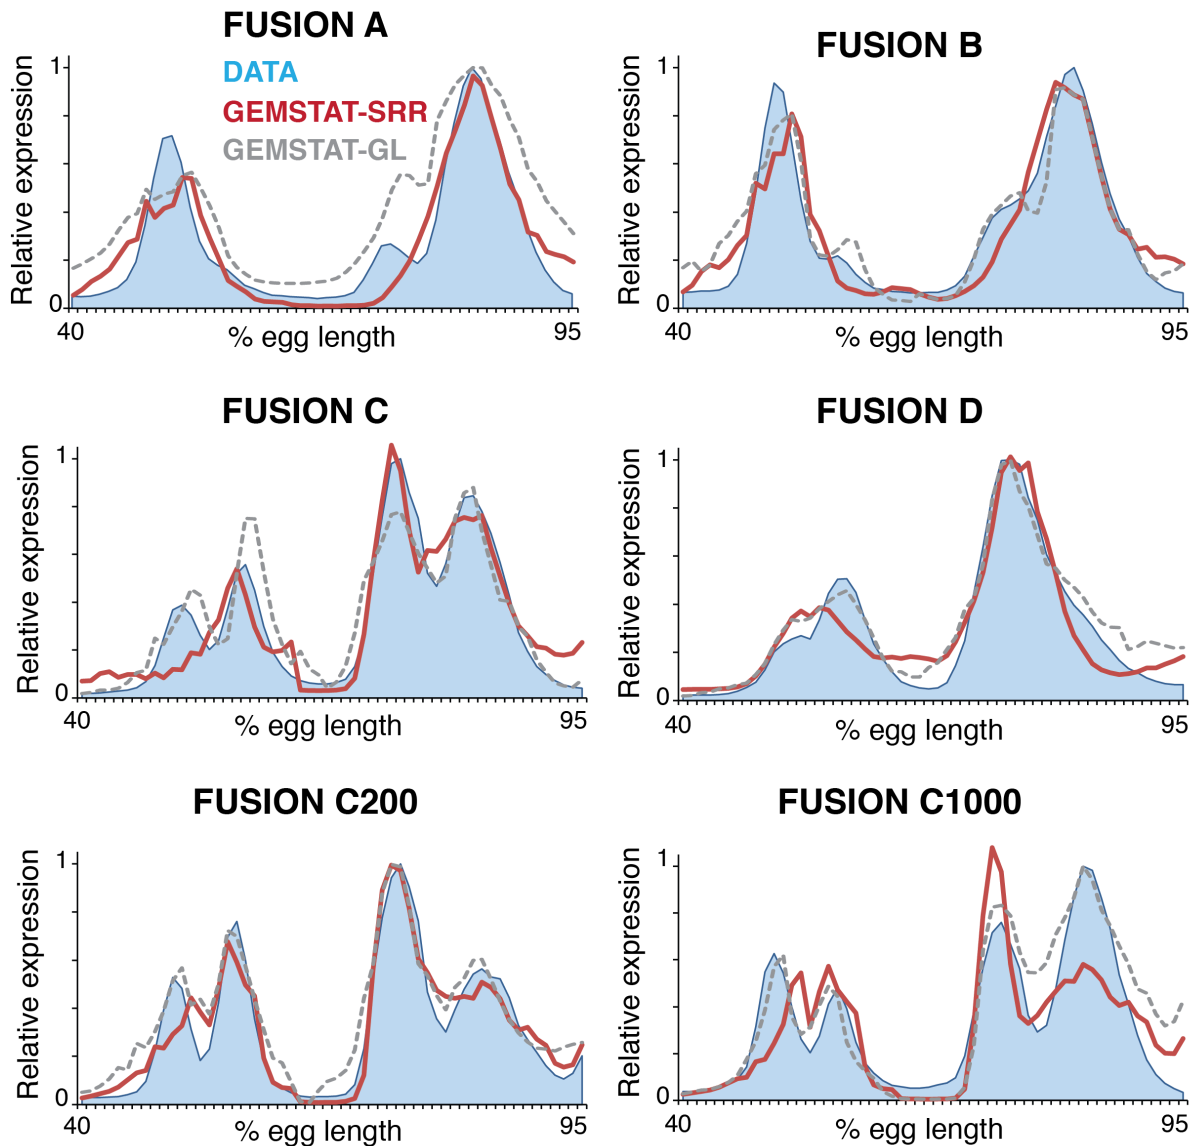 FUSION A
DATA
GEMSTAT-SRR
GEMSTAT-GL
Relative expression
1
0
40
95
% egg length
FUSION B
Relative expression
1
0
40
95
% egg length
FUSION C
Relative expression
1
0
40
95
% egg length
FUSION D
Relative expression
1
0
40
95
% egg length
FUSION C200
Relative expression
1
0
40
95
% egg length
FUSION C1000
Relative expression
1
0
40
95
% egg length